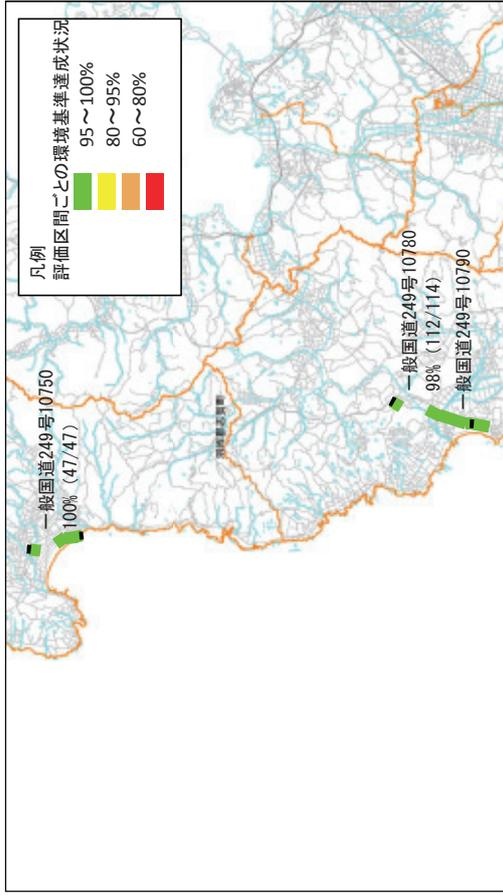 凡例
評価区間ごとの環境基準達成状況
95～100%
80～95%
60～80%
一般国道249号10750
100% (47/47)
一般国道249号10780
98% (112/114)
一般国道249号10790